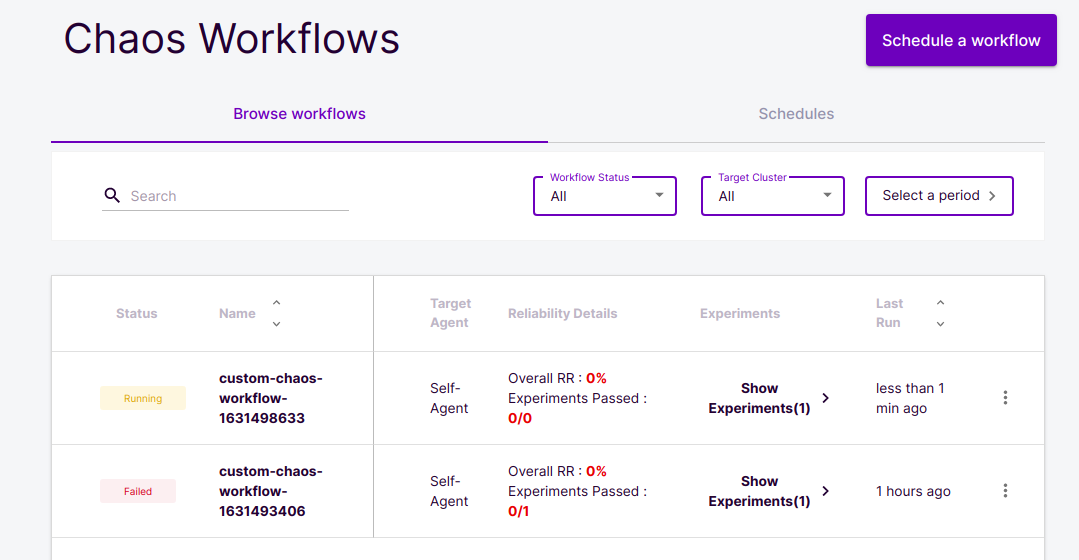 Chaos Workflows
Schedule a workflow
Browse workflows
Schedules
Search
Workflow Status
All
Target Cluster
All
Select a period
Status
Name
Target
Agent
Reliability Details
Experiments
Last
Run
Running
custom-chaos-
workflow-
1631498633
Self-
Agent
Overall RR : 0%
Experiments Passed :
0/0
Show
Experiments(1)
less than 1
min ago
Failed
custom-chaos-
workflow-
1631493406
Self-
Agent
Overall RR : 0%
Experiments Passed :
0/1
Show
Experiments(1)
1 hours ago